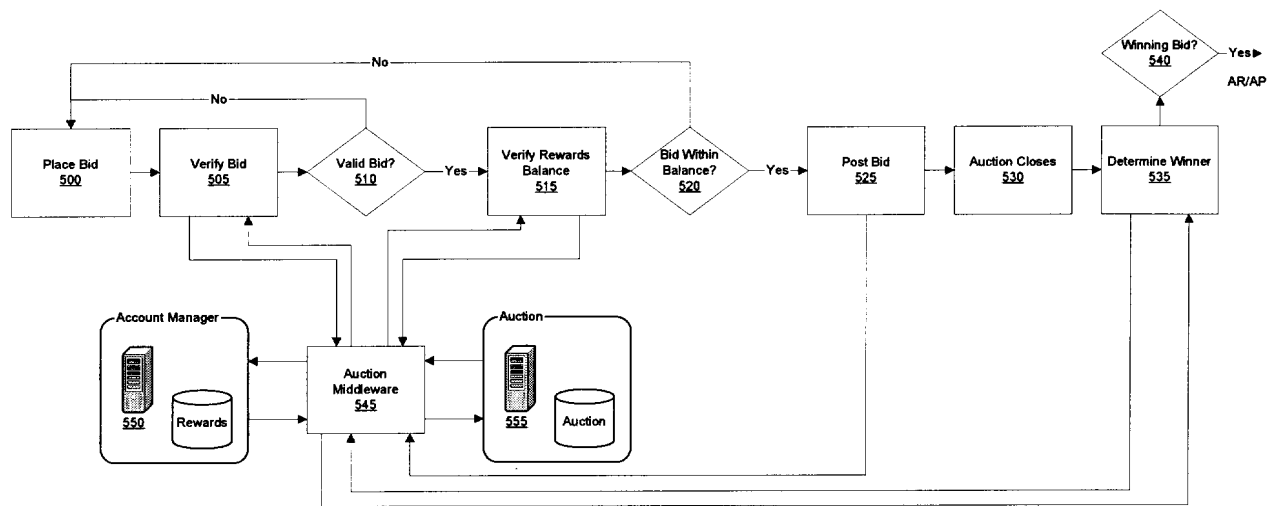 Winning Bid?
540
Yes
AR/AP
No
No
Place Bid
500
Verify Bid
505
Valid Bid?
510
Yes
Verify Rewards
Balance
515
Bid Within
Balance?
520
Yes
Post Bid
525
Auction Closes
530
Determine Winner
535
Account Manager
550
Rewards
Auction
Middleware
545
Auction
555
Auction